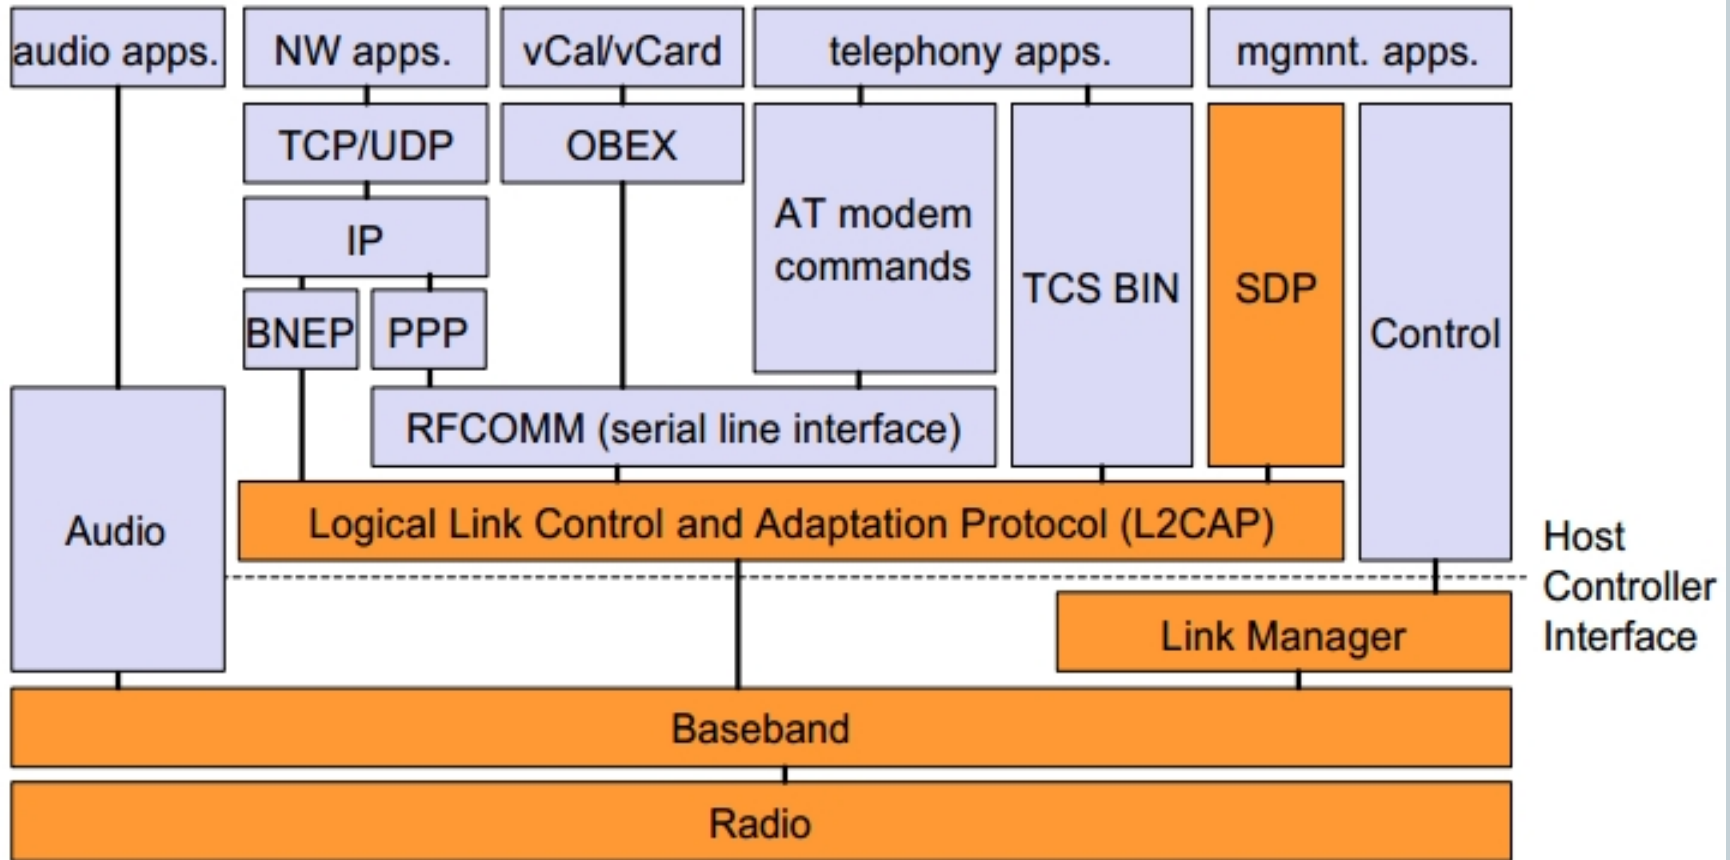 audio apps.
NW apps.
vCal/vCard
telephony apps.
mgmnt. apps.
TCP/UDP
OBEX
AT modem
commands
TCS BIN
SDP
Control
IP
BNEP
PPP
RFCOMM (serial line interface)
Audio
Logical Link Control and Adaptation Protocol (L2CAP)
Host
Controller
Interface
Link Manager
Baseband
Radio